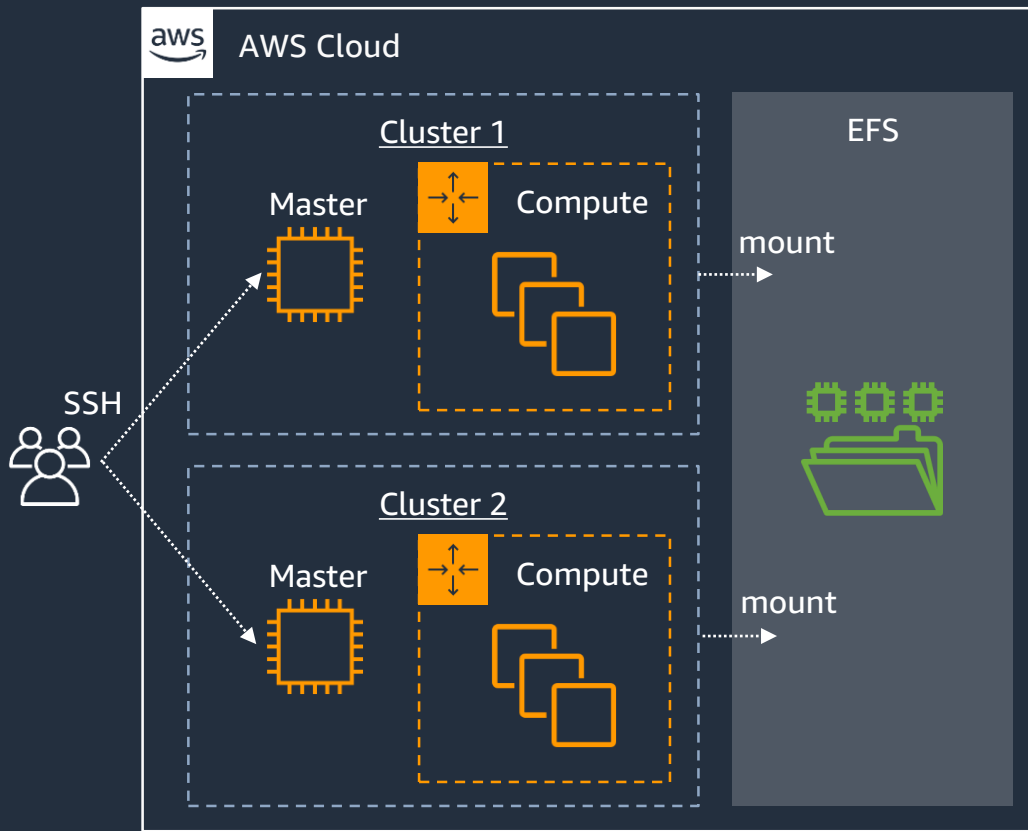 aws
AWS Cloud
Cluster 1
EFS
Master
Compute
mount
SSH
Cluster 2
Master
Compute
mount